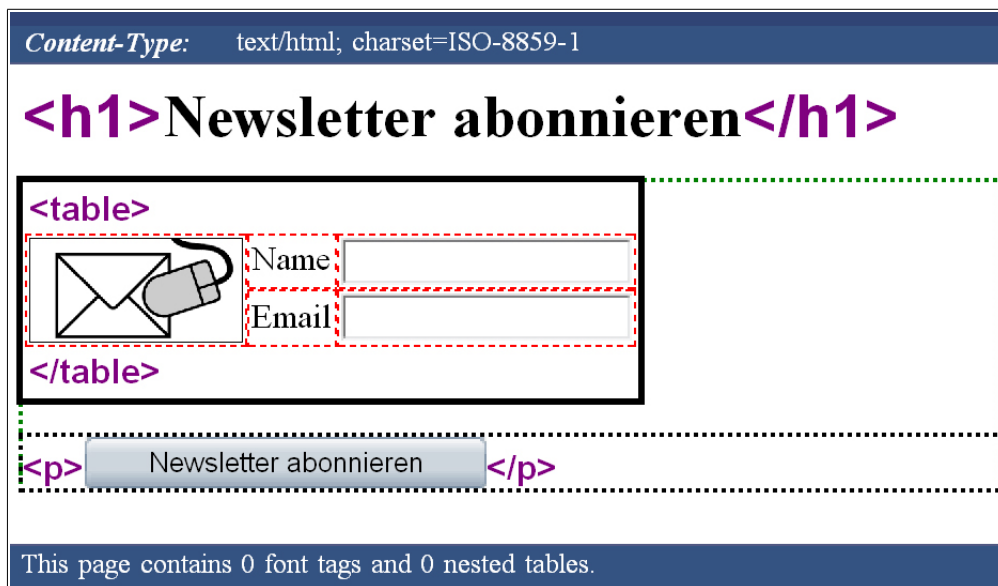 Content-Type: text/html; charset=ISO-8859-1
<h1>Newsletter abonnieren</h1>
<table>
Name
Email
</table>
<p> Newsletter abonnieren </p>
This page contains 0 font tags and 0 nested tables.